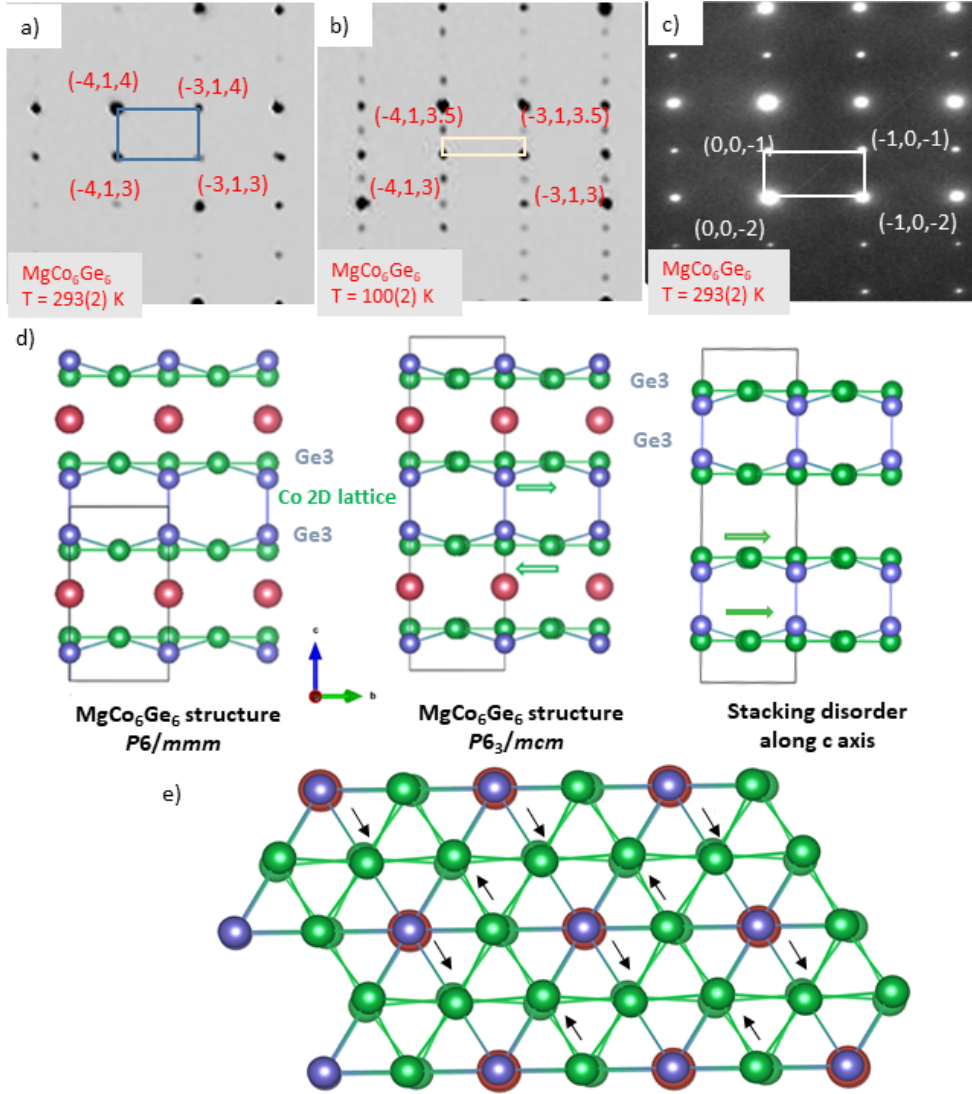 a)
(-4,1,4)
(-3,1,4)
(-4,1,3)
(-3,1,3)
MgCo₆Ge₆
T = 293(2) K
b)
(-4,1,3.5)
(-3,1,3.5)
(-4,1,3)
(-3,1,3)
MgCo₆Ge₆
T = 100(2) K
c)
(0,0,-1)
(-1,0,-1)
(0,0,-2)
(-1,0,-2)
MgCo₆Ge₆
T = 293(2) K
d)
Ge3
Co 2D lattice
Ge3
Ge3
Ge3
c
b
MgCo₆Ge₆ structure
P6/mmm
MgCo₆Ge₆ structure
P6₃/mcm
Stacking disorder
along c axis
e)